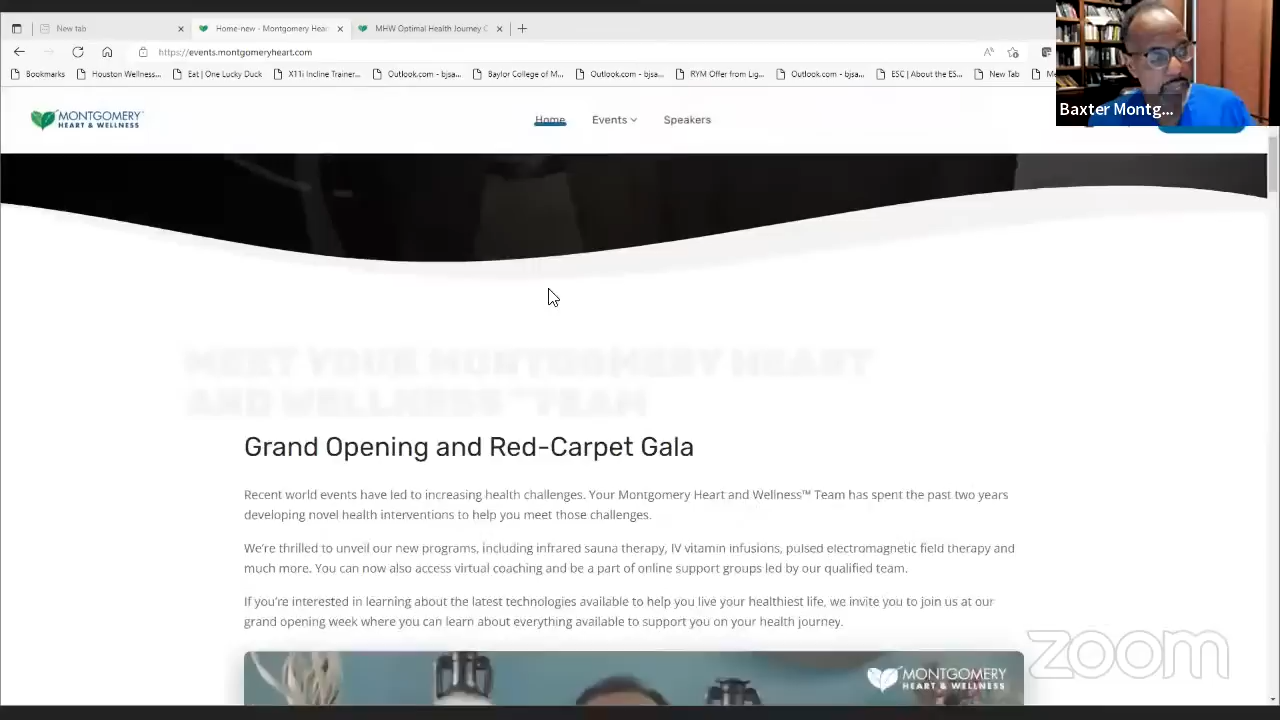 New tab
Home-new - Montgomery Hear
MHW Optimal Health Journey C
https://events.montgomeryheart.com
Bookmarks
Houston Wellness...
Eat | One Lucky Duck
X11i Incline Trainer...
Outlook.com - bjsa...
Baylor College of M...
Outlook.com - bjsa...
RYM Offer from Lig...
Outlook.com - bjsa...
ESC | About the ES...
New Tab
Baxter Montg...
MONTGOMERY
HEART & WELLNESS
Home
Events
Speakers
MEET YOUR MONTGOMERY HEART
AND WELLNESS ™TEAM
Grand Opening and Red-Carpet Gala
Recent world events have led to increasing health challenges. Your Montgomery Heart and Wellness™ Team has spent the past two years
developing novel health interventions to help you meet those challenges.
We're thrilled to unveil our new programs, including infrared sauna therapy, IV vitamin infusions, pulsed electromagnetic field therapy and
much more. You can now also access virtual coaching and be a part of online support groups led by our qualified team.
If you're interested in learning about the latest technologies available to help you live your healthiest life, we invite you to join us at our
grand opening week where you can learn about everything available to support you on your health journey.
MONTGOMERY
HEART & WELLNESS
zoom